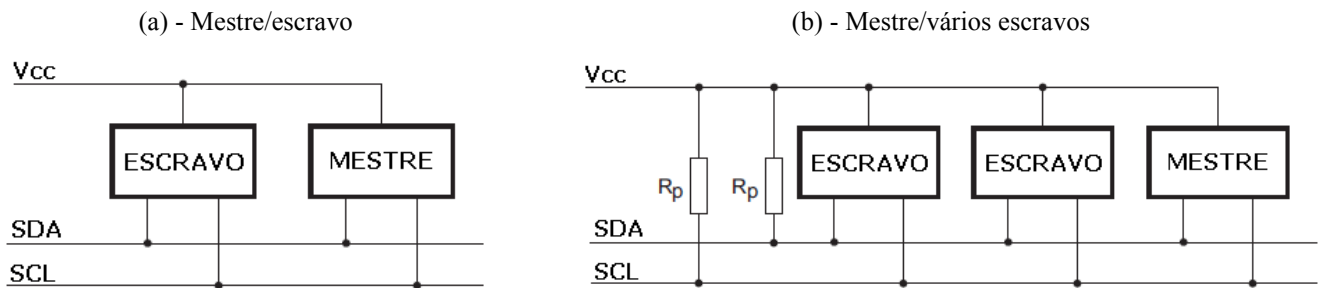 (a) - Mestre/escravo
Vcc
ESCRAVO
MESTRE
SDA
SCL
(b) - Mestre/vários escravos
Vcc
Rp
Rp
ESCRAVO
ESCRAVO
MESTRE
SDA
SCL